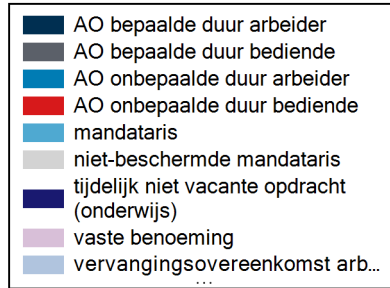 AO bepaalde duur arbeider
AO bepaalde duur bediende
AO onbepaalde duur arbeider
AO onbepaalde duur bediende
mandataris
niet-beschermde mandataris
tijdelijk niet vacante opdracht
(onderwijs)
vaste benoeming
vervangingsovereenkomst arb...
...